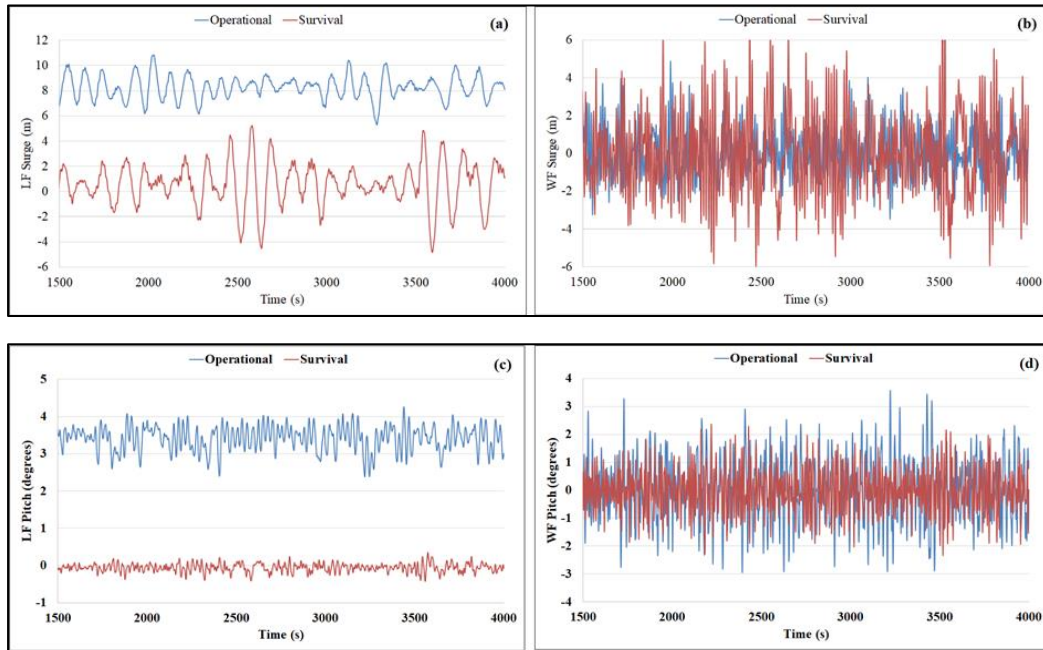 Operational Survival (a)
12
10
8
6
4
2
0
-2
-4
-6
LF Surge (m)
1500 2000 2500 3000 3500 4000
Time (s)
Operational Survival (b)
6
4
2
0
-2
-4
-6
WF Surge (m)
1500 2000 2500 3000 3500 4000
Time (s)
Operational Survival (c)
5
4
3
2
1
0
-1
LF Pitch (degrees)
1500 2000 2500 3000 3500 4000
Time (s)
Operational Survival (d)
4
3
2
1
0
-1
-2
-3
-4
WF Pitch (degrees)
1500 2000 2500 3000 3500 4000
Time (s)